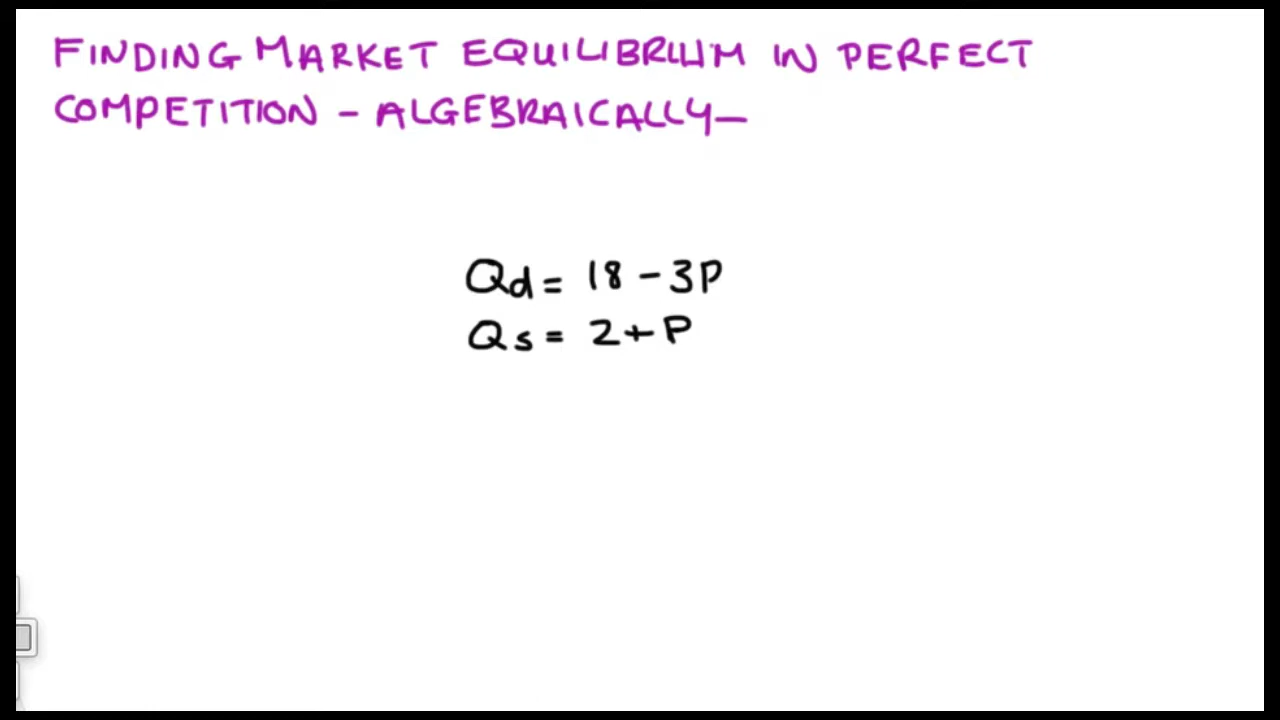 FINDING MARKET EQUILIBRIUM IN PERFECT
COMPETITION - ALGEBRAICALLY-
Qd = 18 - 3P
Qs = 2 + P